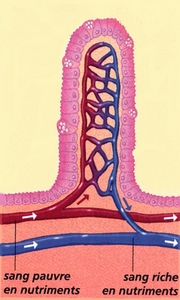 sang pauvre
en nutriments
sang riche
en nutriments